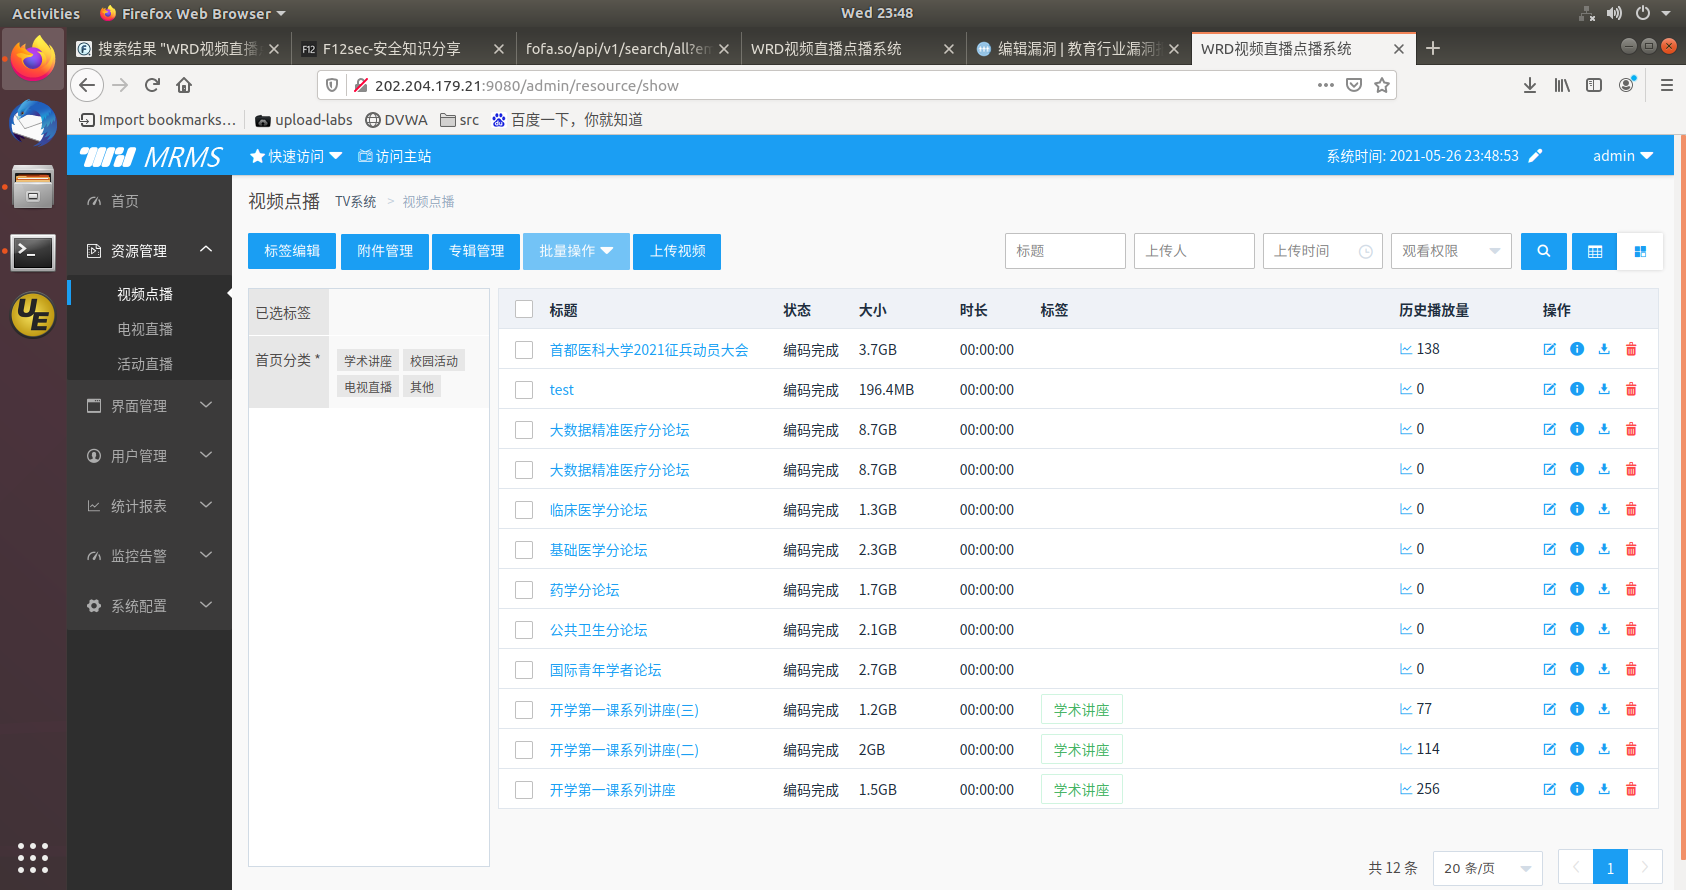 Activities Firefox Web Browser Wed 23:48
搜索结果 "WRD视频直播 F12sec-安全知识分享 fofa.so/api/v1/search/all?em WRD视频直播点播系统 编辑漏洞 | 教育行业漏洞 WRD视频直播点播系统
202.204.179.21:9080/admin/resource/show
Import bookmarks… upload-labs DVWA src 百度一下，你就知道
MRMS 快速访问 访问主站 系统时间: 2021-05-26 23:48:53 admin
首页
资源管理
视频点播
电视直播
活动直播
界面管理
用户管理
统计报表
监控告警
系统配置
视频点播 TV系统 > 视频点播
标签编辑 附件管理 专辑管理 批量操作 上传视频 标题 上传人 上传时间 观看权限
已选标签
首页分类 * 学术讲座 校园活动
电视直播 其他
标题 状态 大小 时长 标签 历史播放量 操作
首都医科大学2021征兵动员大会 编码完成 3.7GB 00:00:00 138
test 编码完成 196.4MB 00:00:00 0
大数据精准医疗分论坛 编码完成 8.7GB 00:00:00 0
大数据精准医疗分论坛 编码完成 8.7GB 00:00:00 0
临床医学分论坛 编码完成 1.3GB 00:00:00 0
基础医学分论坛 编码完成 2.3GB 00:00:00 0
药学分论坛 编码完成 1.7GB 00:00:00 0
公共卫生分论坛 编码完成 2.1GB 00:00:00 0
国际青年学者论坛 编码完成 2.7GB 00:00:00 0
开学第一课系列讲座(三) 编码完成 1.2GB 00:00:00 学术讲座 77
开学第一课系列讲座(二) 编码完成 2GB 00:00:00 学术讲座 114
开学第一课系列讲座 编码完成 1.5GB 00:00:00 学术讲座 256
共 12 条 20 条/页 1